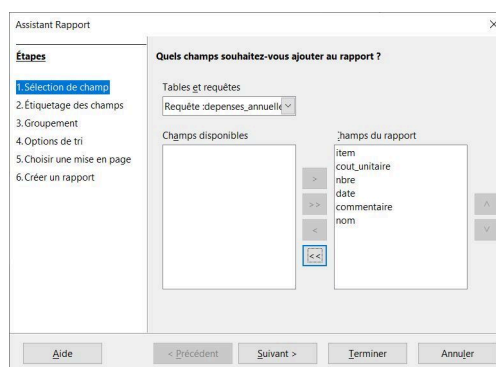 Assistant Rapport
Étapes
1.Sélection de champ
2.Étiquetage des champs
3.Groupement
4.Options de tri
5.Choisir une mise en page
6.Créer un rapport
Quels champs souhaitez-vous ajouter au rapport ?
Tables et requêtes
Requête :depenses_annuelle
Champs disponibles
Champs du rapport
item
cout_unitaire
nbre
date
commentaire
nom
>
>>
<
<<
Aide
< Précédent
Suivant >
Terminer
Annuler